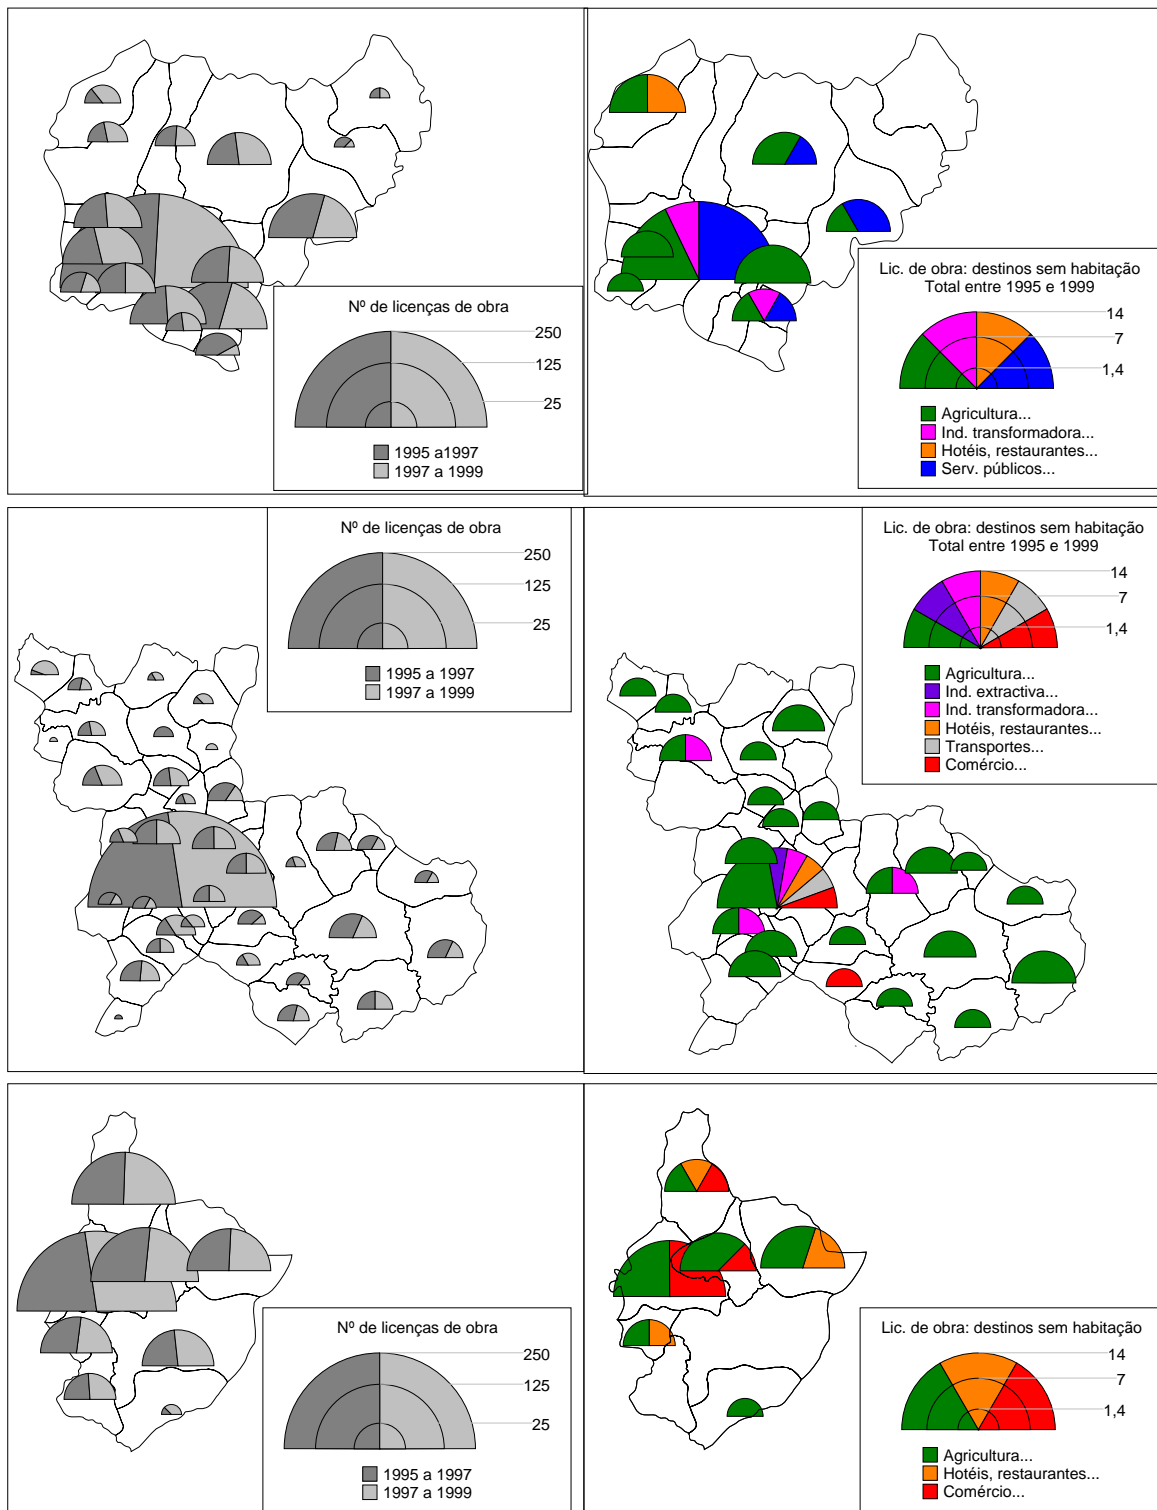 Nº de licenças de obra
250
125
25
1995 a1997
1997 a 1999
Lic. de obra: destinos sem habitação
Total entre 1995 e 1999
14
7
1,4
Agricultura...
Ind. transformadora...
Hotéis, restaurantes...
Serv. públicos...
Nº de licenças de obra
250
125
25
1995 a 1997
1997 a 1999
Lic. de obra: destinos sem habitação
Total entre 1995 e 1999
14
7
1,4
Agricultura...
Ind. extractiva...
Ind. transformadora...
Hotéis, restaurantes...
Transportes...
Comércio...
Nº de licenças de obra
250
125
25
1995 a 1997
1997 a 1999
Lic. de obra: destinos sem habitação
14
7
1,4
Agricultura...
Hotéis, restaurantes...
Comércio...